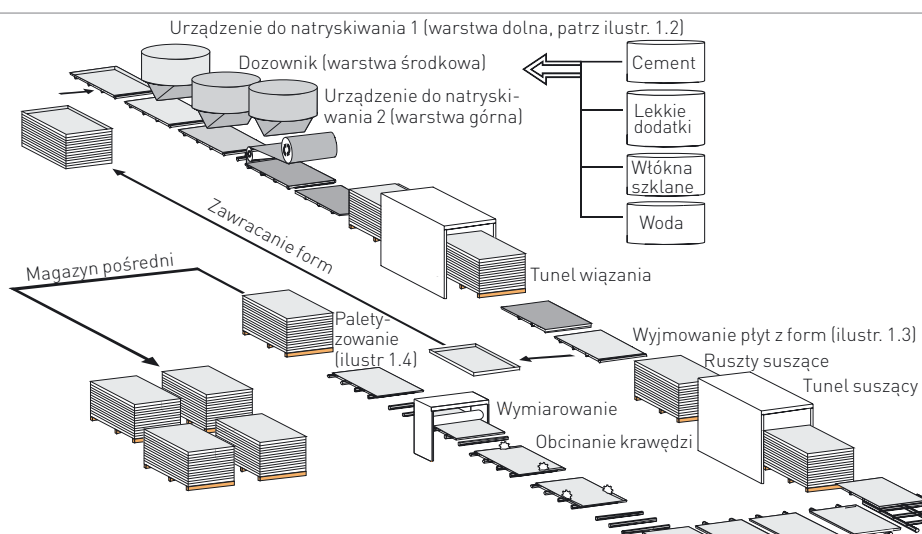 Urządzenie do natryskiwania 1 (warstwa dolna, patrz ilustr. 1.2)
Dozownik (warstwa środkowa)
Urządzenie do natryski-
wania 2 (warstwa górna)
Cement
Lekkie
dodatki
Włókna
szklane
Woda
Zawracanie form
Tunel wiązania
Magazyn pośredni
Palety-
zowanie
(ilustr 1.4)
Wyjmowanie płyt z form (ilustr. 1.3)
Ruszty suszące
Tunel suszący
Wymiarowanie
Obcinanie krawędzi